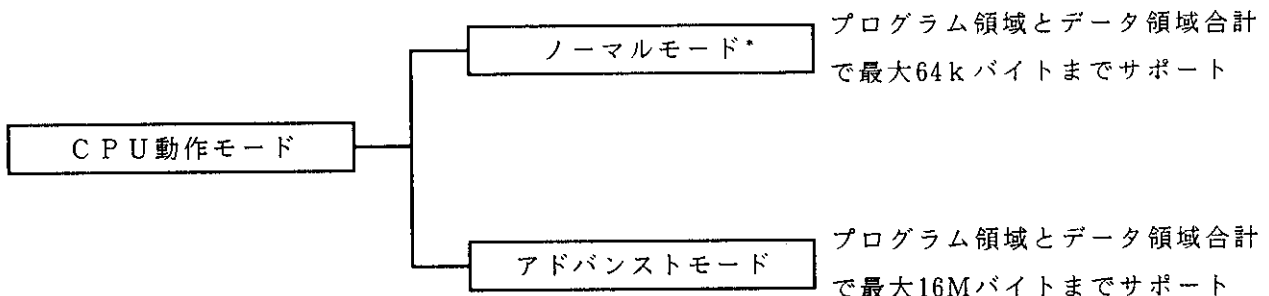 ノーマルモード*
プログラム領域とデータ領域合計
で最大64kバイトまでサポート
CPU動作モード
アドバンストモード
プログラム領域とデータ領域合計
で最大16Mバイトまでサポート